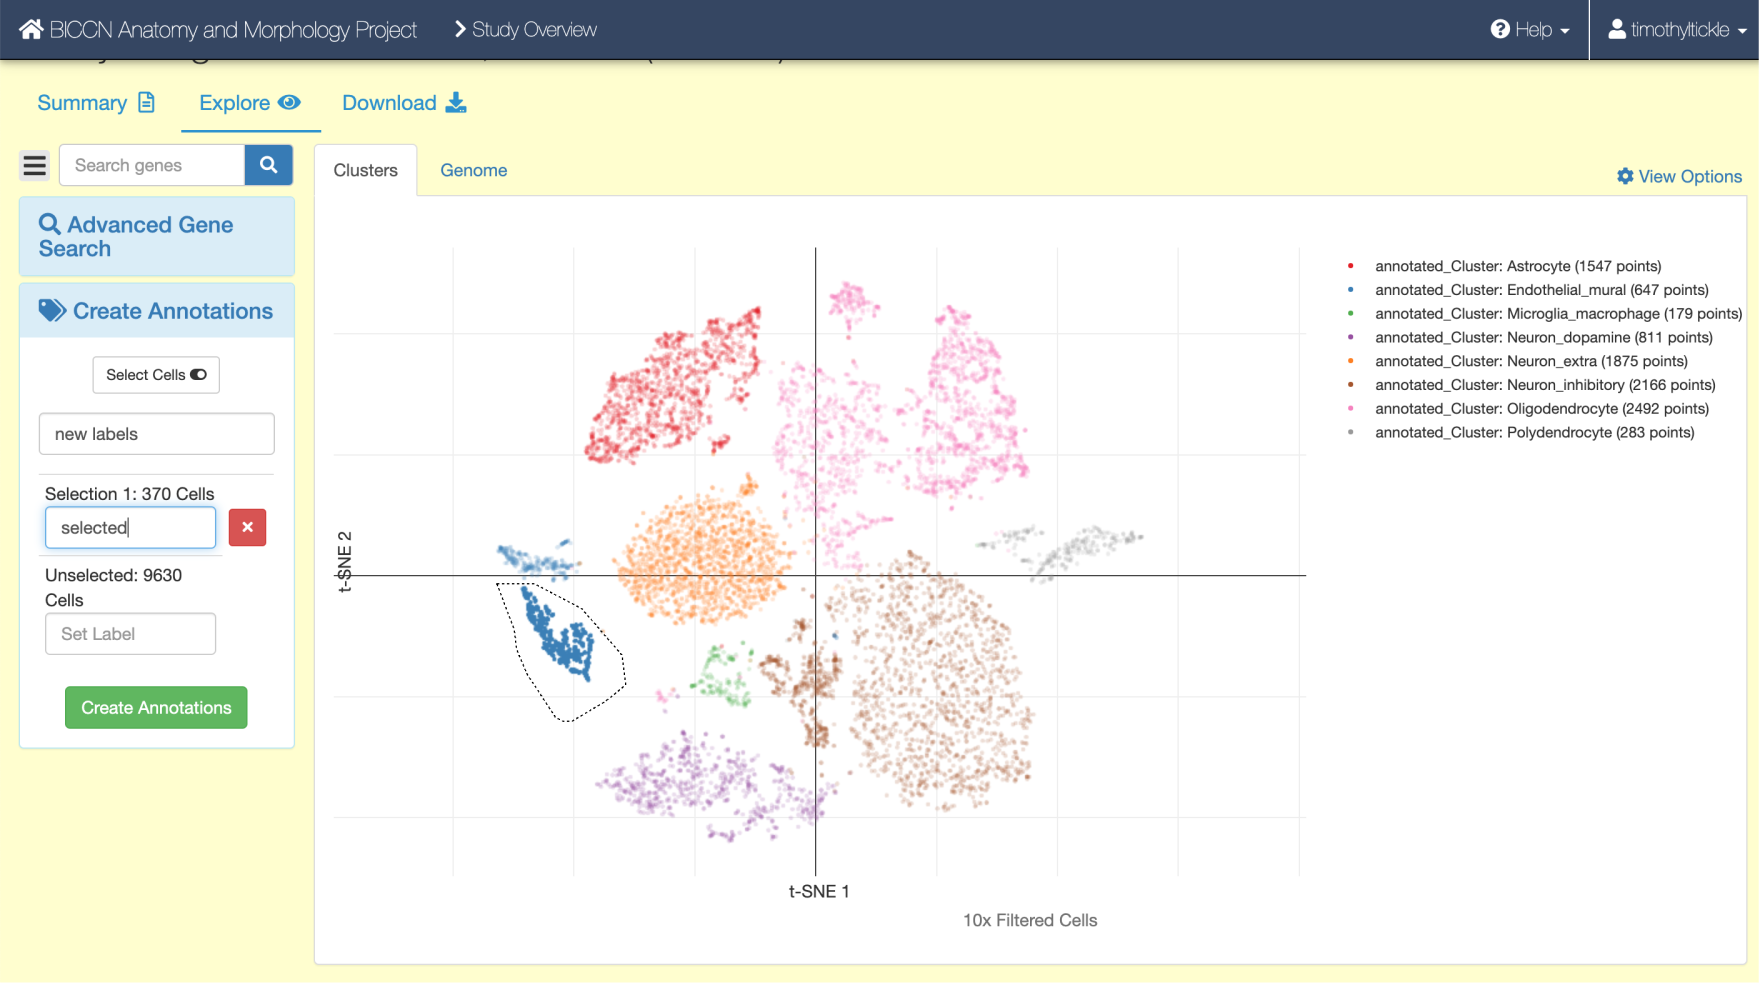 BICCN Anatomy and Morphology Project
Study Overview
Help
timothyltickle
Summary
Explore
Download
Search genes
Clusters
Genome
View Options
Advanced Gene
Search
Create Annotations
Select Cells
new labels
Selection 1: 370 Cells
selected
Unselected: 9630
Cells
Set Label
Create Annotations
t-SNE 2
annotated_Cluster: Astrocyte (1547 points)
annotated_Cluster: Endothelial_mural (647 points)
annotated_Cluster: Microglia_macrophage (179 points)
annotated_Cluster: Neuron_dopamine (811 points)
annotated_Cluster: Neuron_extra (1875 points)
annotated_Cluster: Neuron_inhibitory (2166 points)
annotated_Cluster: Oligodendrocyte (2492 points)
annotated_Cluster: Polydendrocyte (283 points)
t-SNE 1
10x Filtered Cells